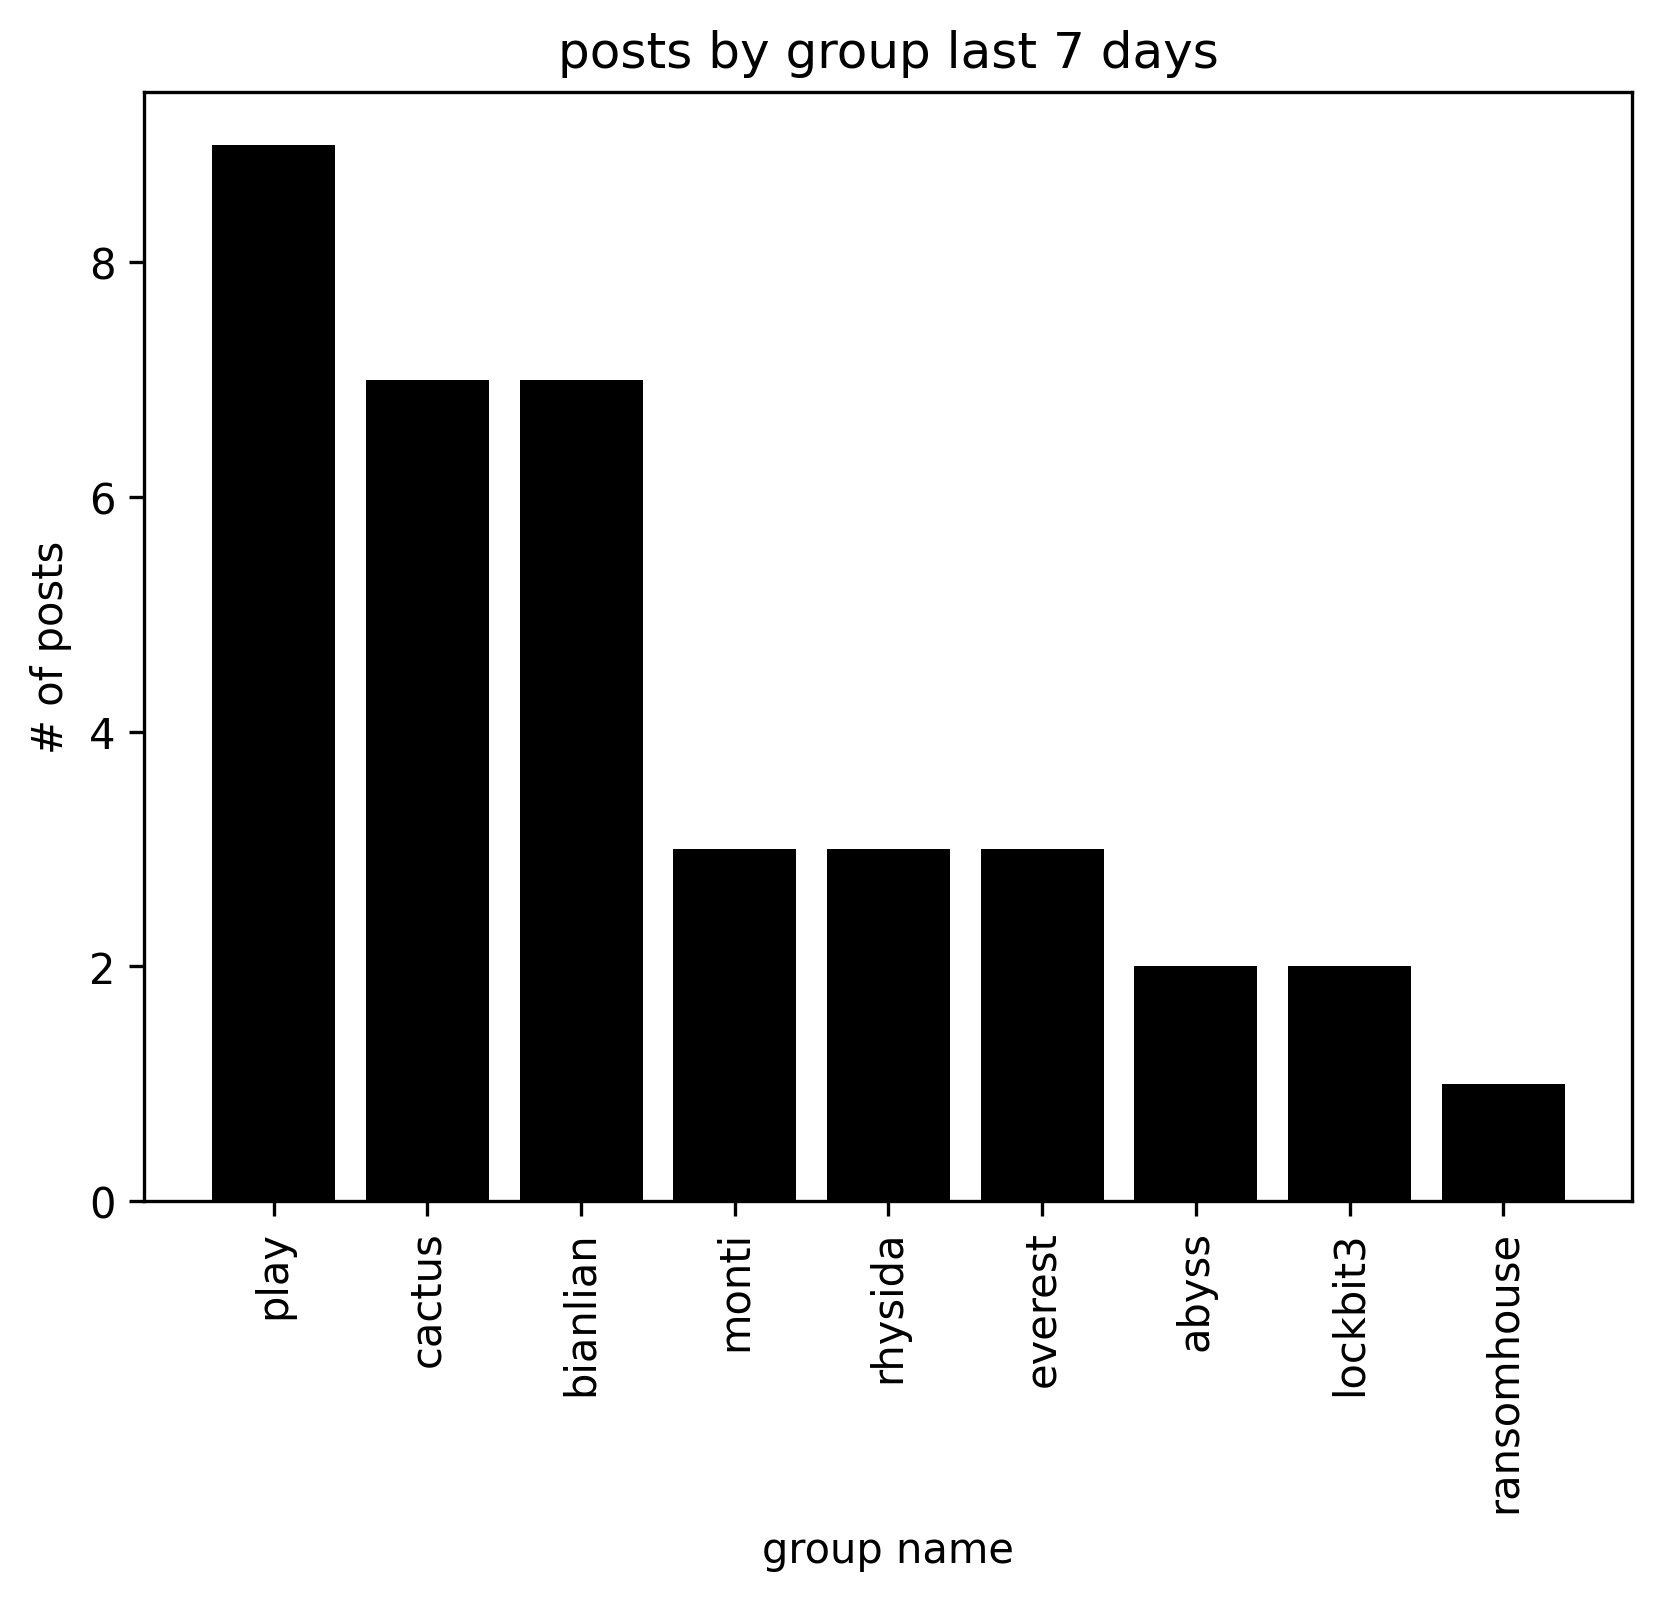 posts by group last 7 days
# of posts
8
6
4
2
0
play
cactus
bianlian
monti
rhysida
everest
abyss
lockbit3
ransomhouse
group name